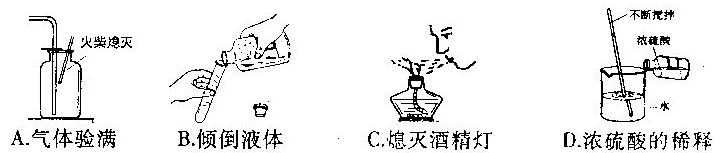 火柴熄灭
不断搅拌
浓硫酸
水
A.气体验满
B.倾倒液体
C.熄灭酒精灯
D.浓硫酸的稀释